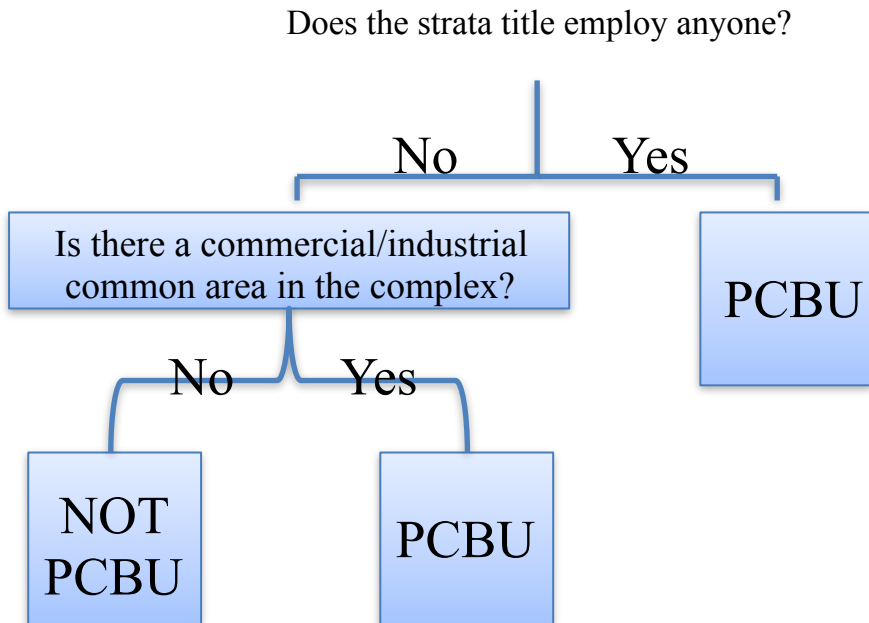 Does the strata title employ anyone?
No
Yes
Is there a commercial/industrial
common area in the complex?
PCBU
No
Yes
NOT
PCBU
PCBU